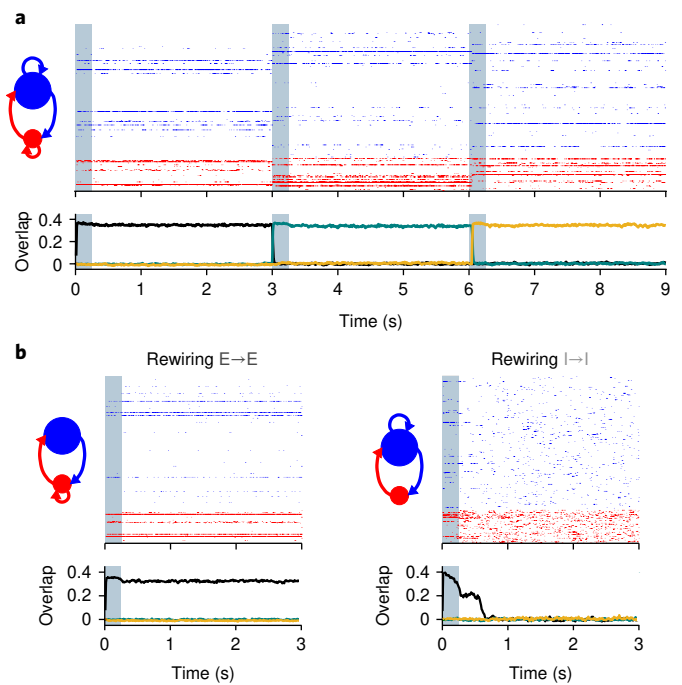 a
0.4
0.2
0
Overlap
0 1 2 3 4 5 6 7 8 9
Time (s)
b
Rewiring E→E
Rewiring I→I
0.4
0.2
0
Overlap
0 1 2 3
Time (s)
0.4
0.2
0
Overlap
0 1 2 3
Time (s)